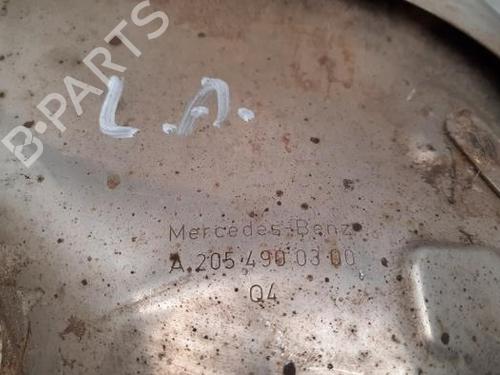 B-PARTS
L.A.
Mercedes-Benz
A 205 490 03 00
Q4